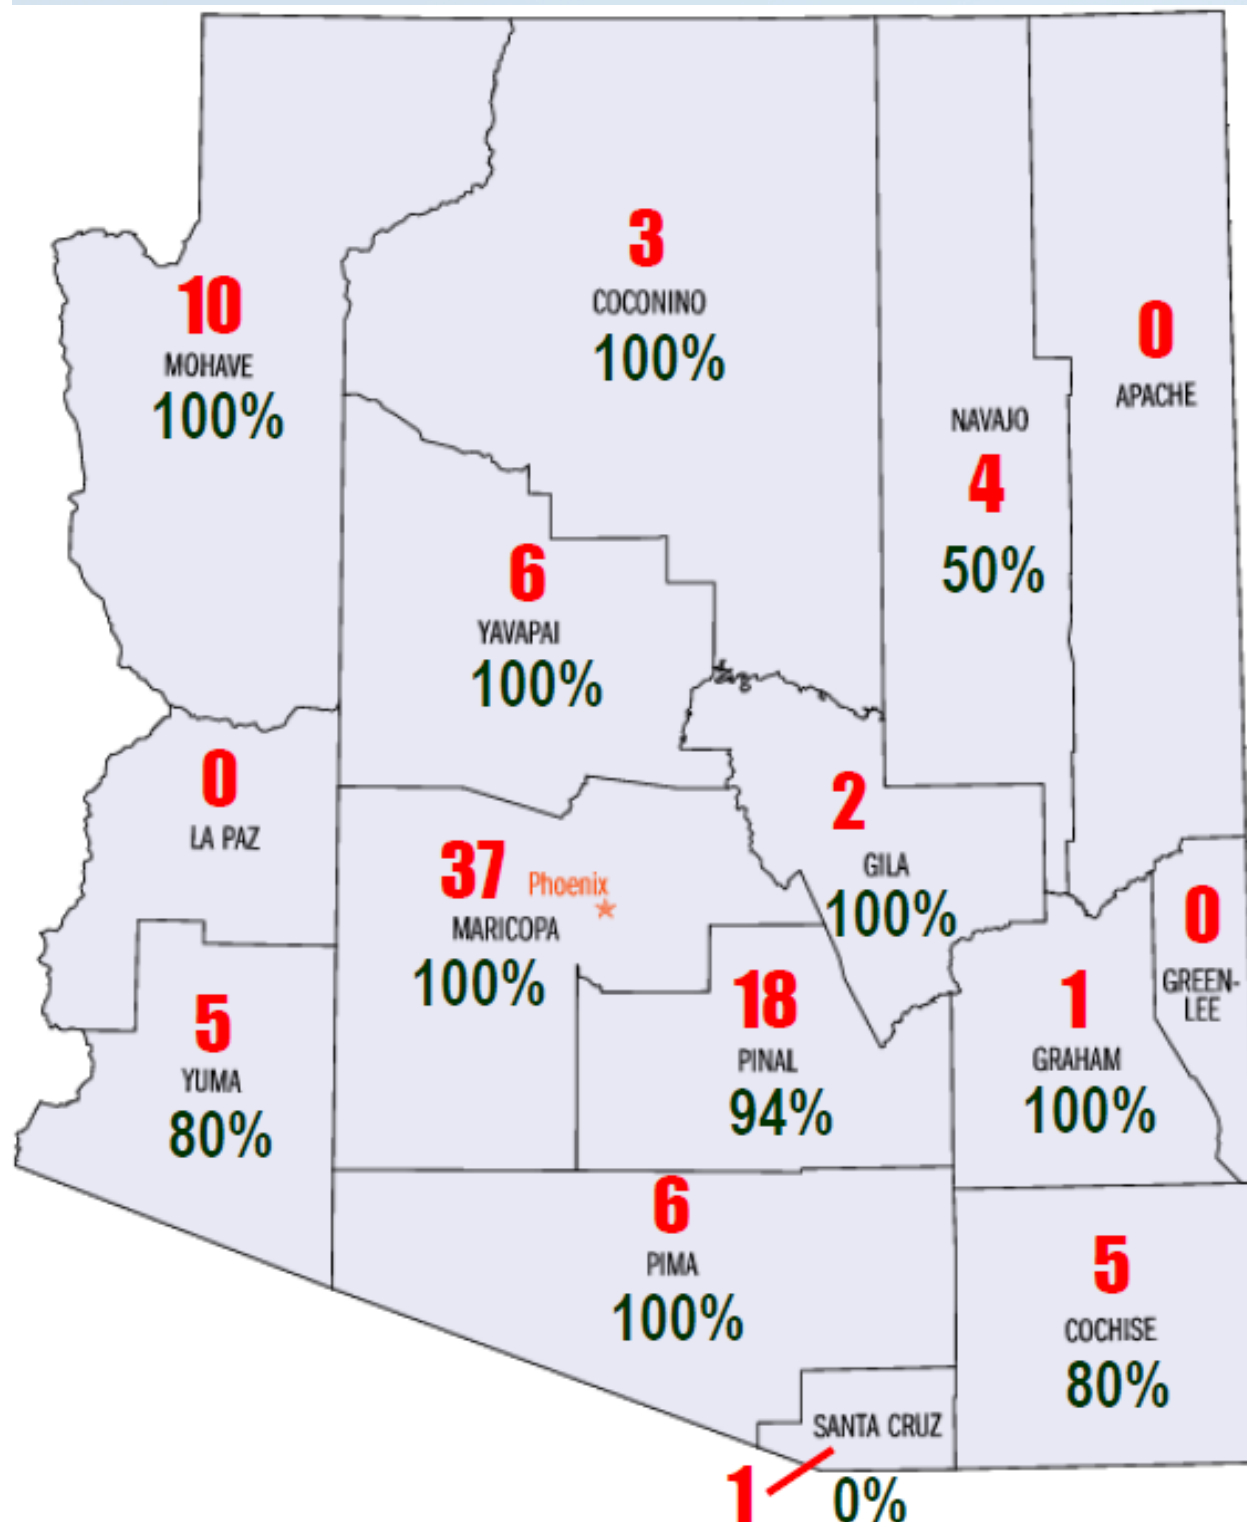 10
MOHAVE
100%
3
COCONINO
100%
NAVAJO
4
50%
0
APACHE
6
YAVAPAI
100%
0
LA PAZ
37
Phoenix
MARICOPA
100%
2
GILA
100%
0
GREEN-
LEE
5
YUMA
80%
18
PINAL
94%
1
GRAHAM
100%
6
PIMA
100%
5
COCHISE
80%
SANTA CRUZ
1
0%